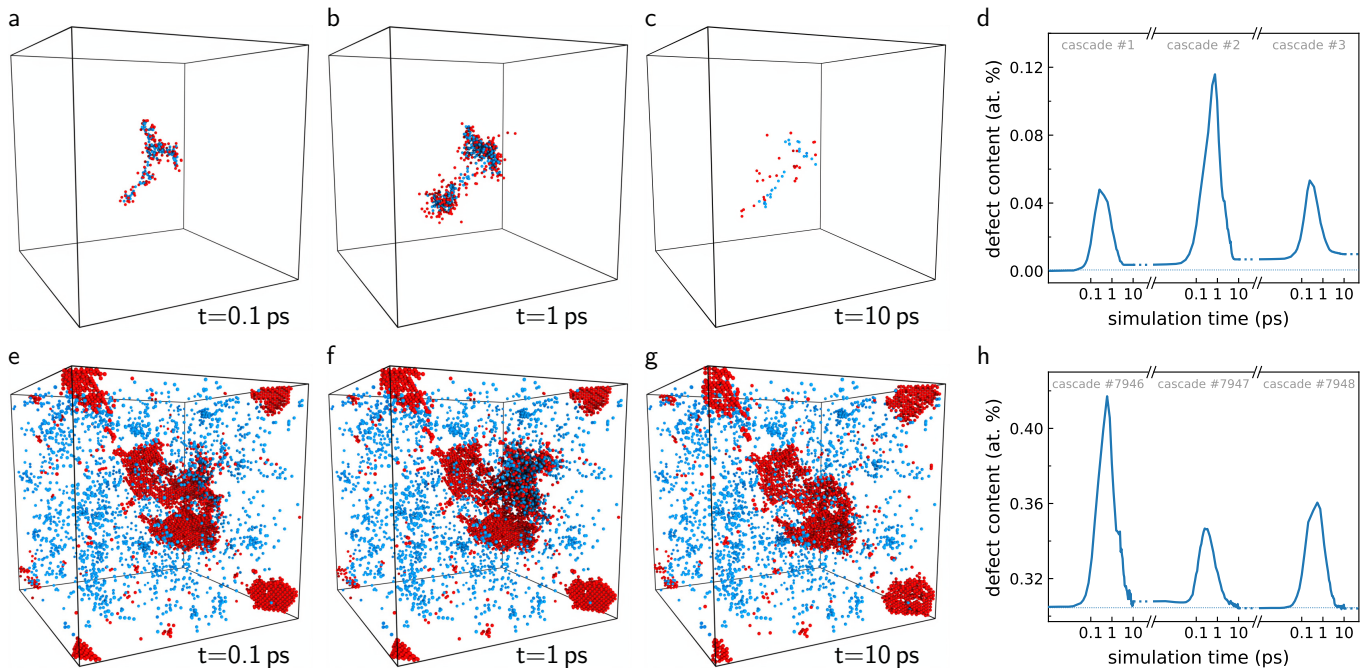 a
t=0.1 ps
b
t=1 ps
c
t=10 ps
d
cascade #1 cascade #2 cascade #3
defect content (at. %)
0.12
0.08
0.04
0.00
0.1 1 10 0.1 1 10 0.1 1 10
simulation time (ps)
e
t=0.1 ps
f
t=1 ps
g
t=10 ps
h
cascade #7946 cascade #7947 cascade #7948
defect content (at. %)
0.40
0.36
0.32
0.1 1 10 0.1 1 10 0.1 1 10
simulation time (ps)